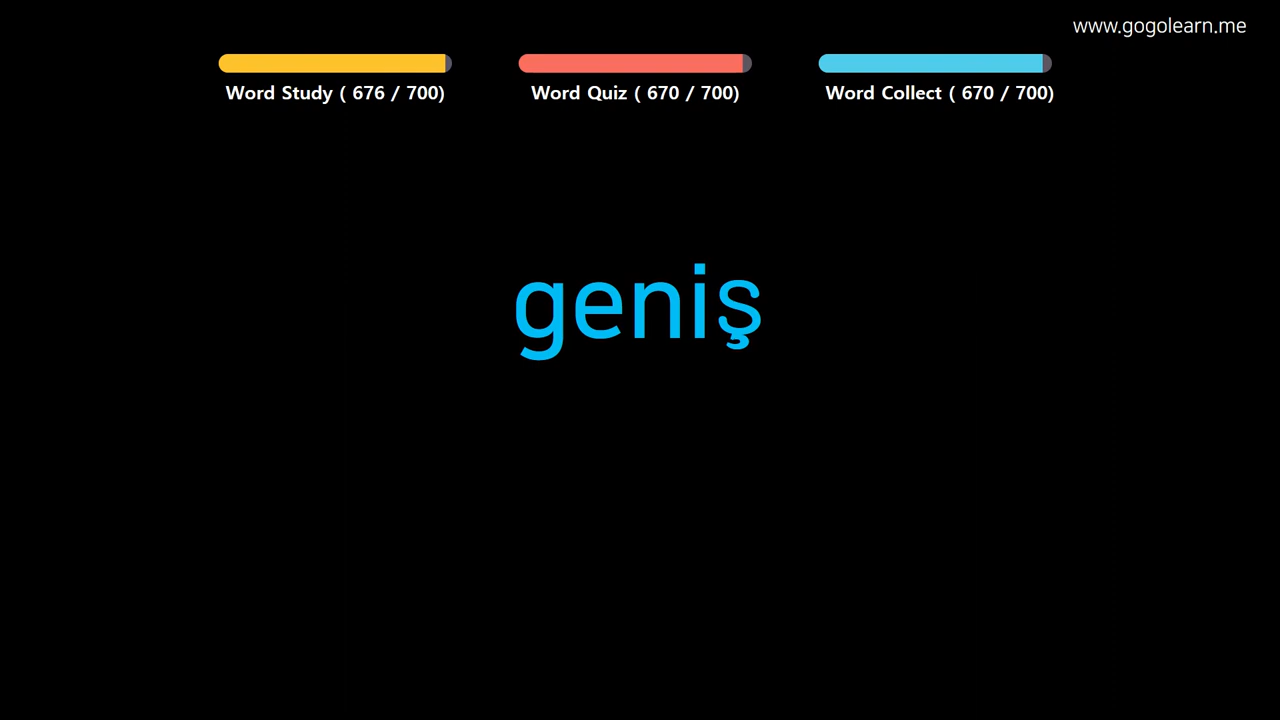 www.gogolearn.me
Word Study ( 676 / 700)
Word Quiz ( 670 / 700)
Word Collect ( 670 / 700)
geniş